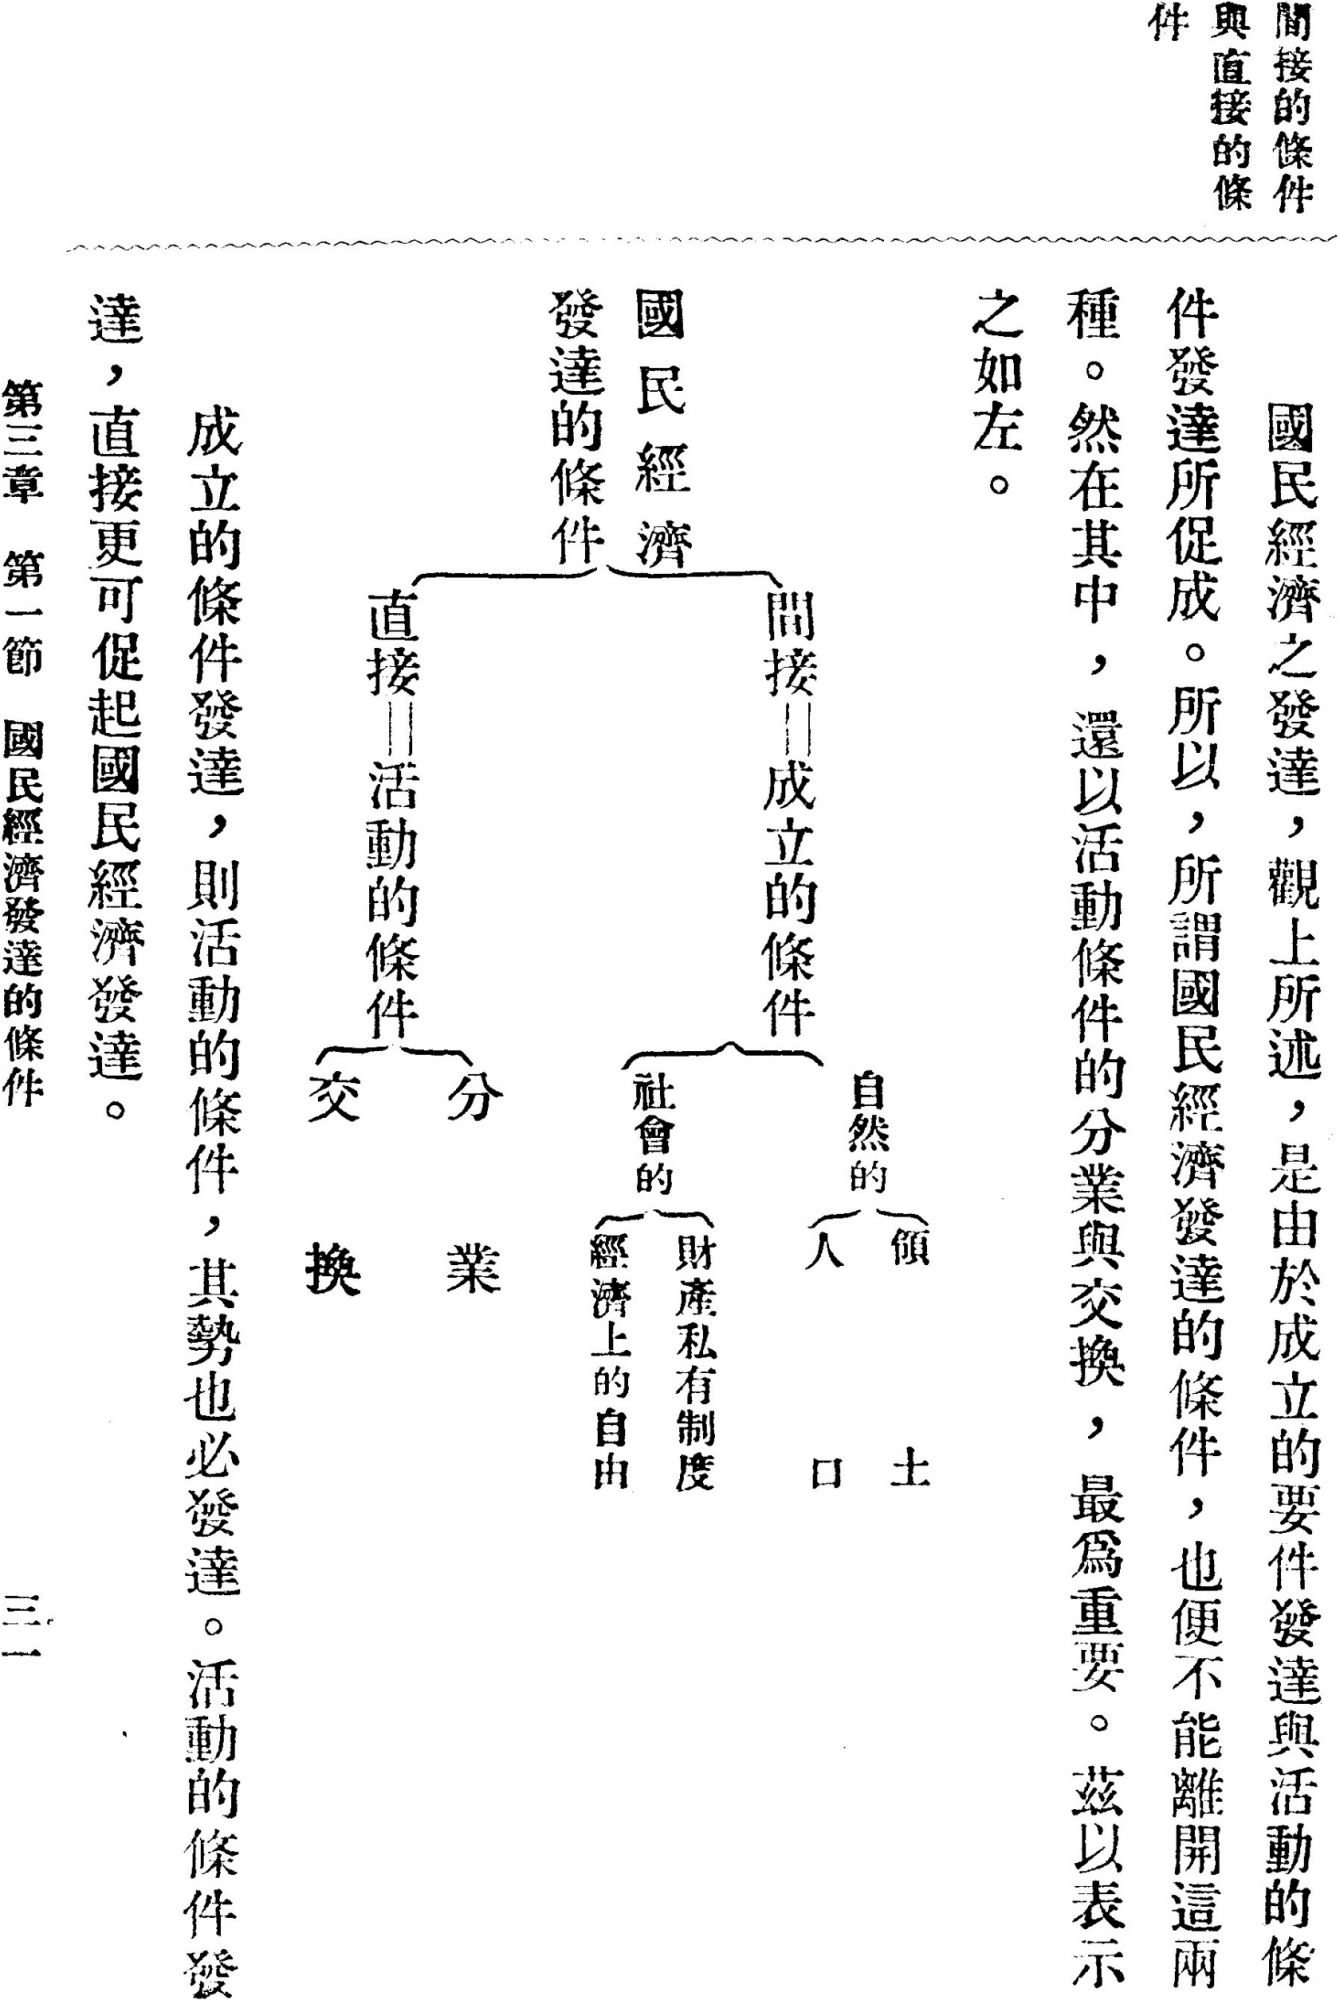 間接的條件
與直接的條
件
國民經濟之發達，觀上所述，是由於成立的要件發達與活動的條
件發達所促成。所以，所謂國民經濟發達的條件，也便不能離開這兩
種。然在其中，還以活動條件的分業與交換，最爲重要。茲以表示
之如左。
國民經濟
發達的條件
間接＝成立的條件
自然的
領土
人口
社會的
財產私有制度
經濟上的自由
直接＝活動的條件
分業
交換
成立的條件發達，則活動的條件，其勢也必發達。活動的條件發
達，直接更可促起國民經濟發達。
第三章　第一節　國民經濟發達的條件
三一